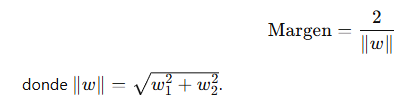 Margen = 2 / ‖w‖
donde ‖w‖ = √(w₁² + w₂²).